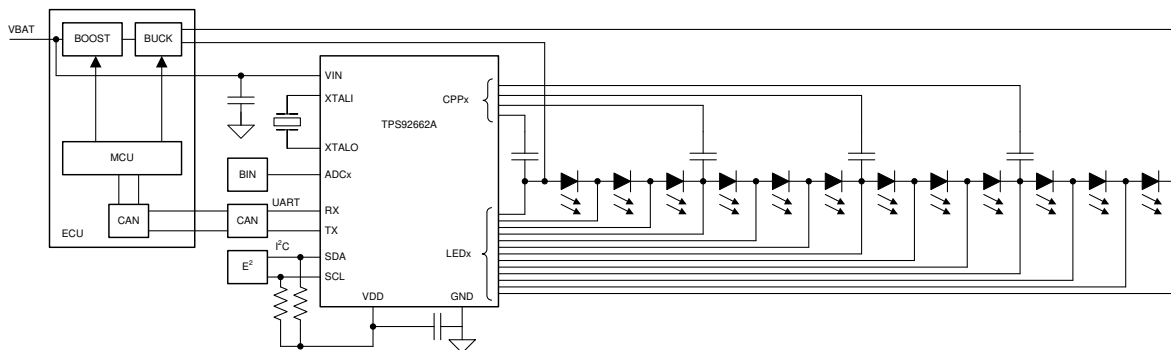 VBAT
BOOST
BUCK
VIN
CPPx
XTALI
TPS92662A
XTALO
MCU
BIN
ADCx
UART
RX
CAN
CAN
TX
ECU
I²C
LEDx
E²
SDA
SCL
VDD
GND